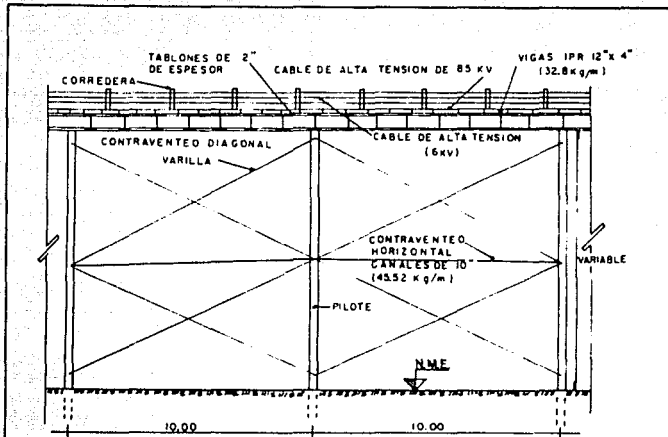 TABLONES DE 2"
DE ESPESOR
CABLE DE ALTA TENSION DE 85 KV
VIGAS IPR 12"x 4"
(32.8 Kg/m)
CORREDERA
CONTRAVENTEO DIAGONAL
VARILLA
CABLE DE ALTA TENSION
(6KV)
CONTRAVENTEO
HORIZONTAL
CANALES DE 10
(45.52 Kg/m)
VARIABLE
PILOTE
N.M.E.
10.00
10.00